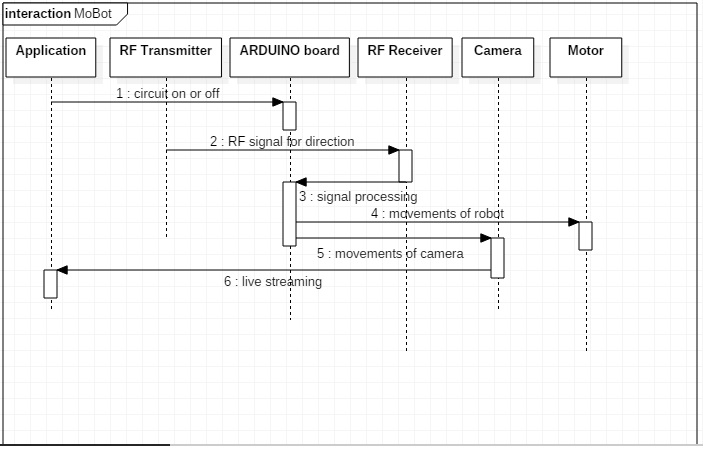 interaction MoBot
Application
RF Transmitter
ARDUINO board
RF Receiver
Camera
Motor
1 : circuit on or off
2 : RF signal for direction
3 : signal processing
4 : movements of robot
5 : movements of camera
6 : live streaming